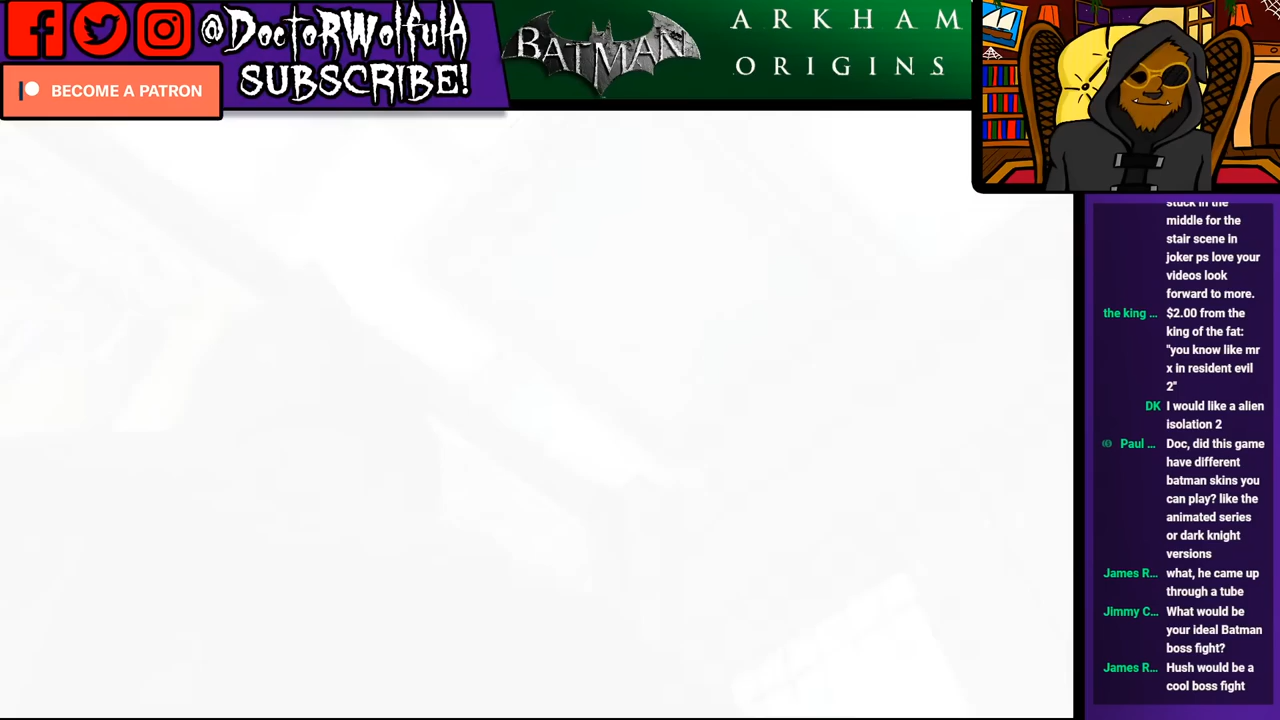 @DoctoRWolfulA
SUBSCRIBE!
BECOME A PATRON
BATMAN
ARKHAM
ORIGINS
stuck in the
middle for the
stair scene in
joker ps love your
videos look
forward to more.
the king ... $2.00 from the
king of the fat:
"you know like mr
x in resident evil
2"
DK I would like a alien
isolation 2
Paul ... Doc, did this game
have different
batman skins you
can play? like the
animated series
or dark knight
versions
James R... what, he came up
through a tube
Jimmy C... What would be
your ideal Batman
boss fight?
James R... Hush would be a
cool boss fight